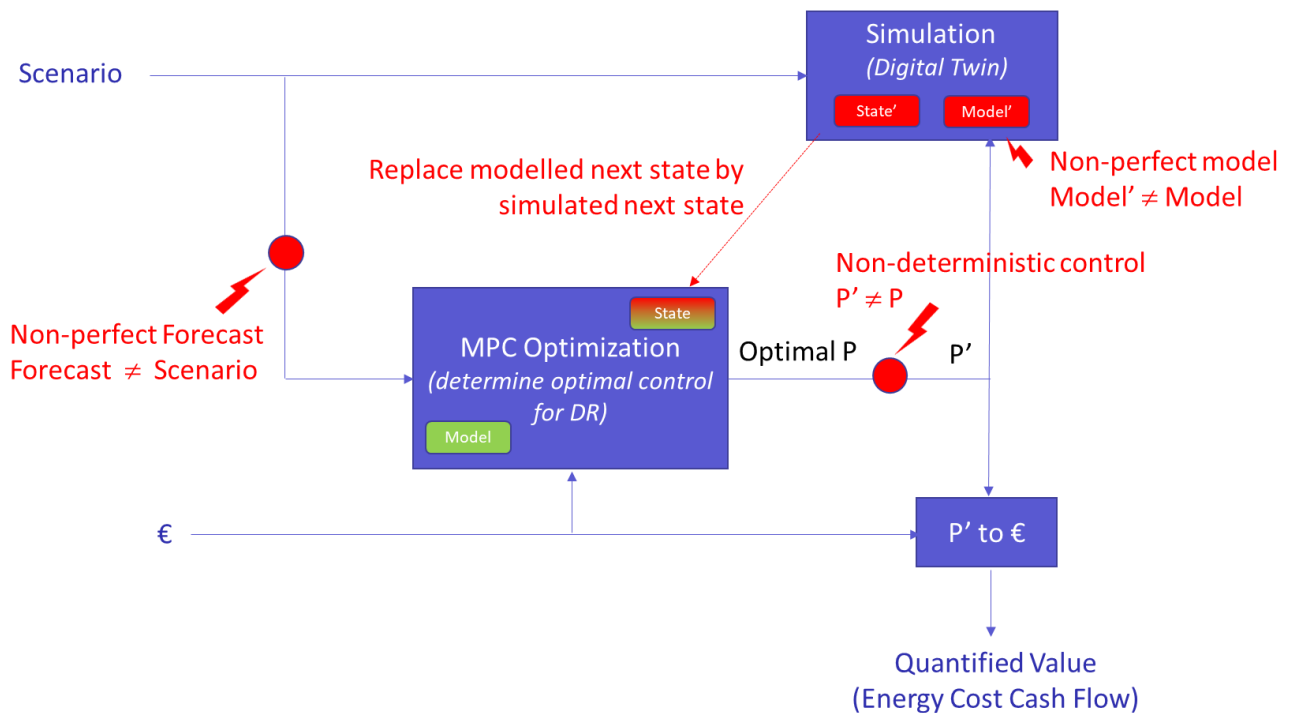 Simulation
(Digital Twin)
Scenario
State’
Model’
Replace modelled next state by
simulated next state
Non-perfect model
Model’ ≠ Model
Non-deterministic control
P’ ≠ P
Non-perfect Forecast
Forecast ≠ Scenario
State
MPC Optimization
(determine optimal control
for DR)
Model
Optimal P
P’
€
P’ to €
Quantified Value
(Energy Cost Cash Flow)